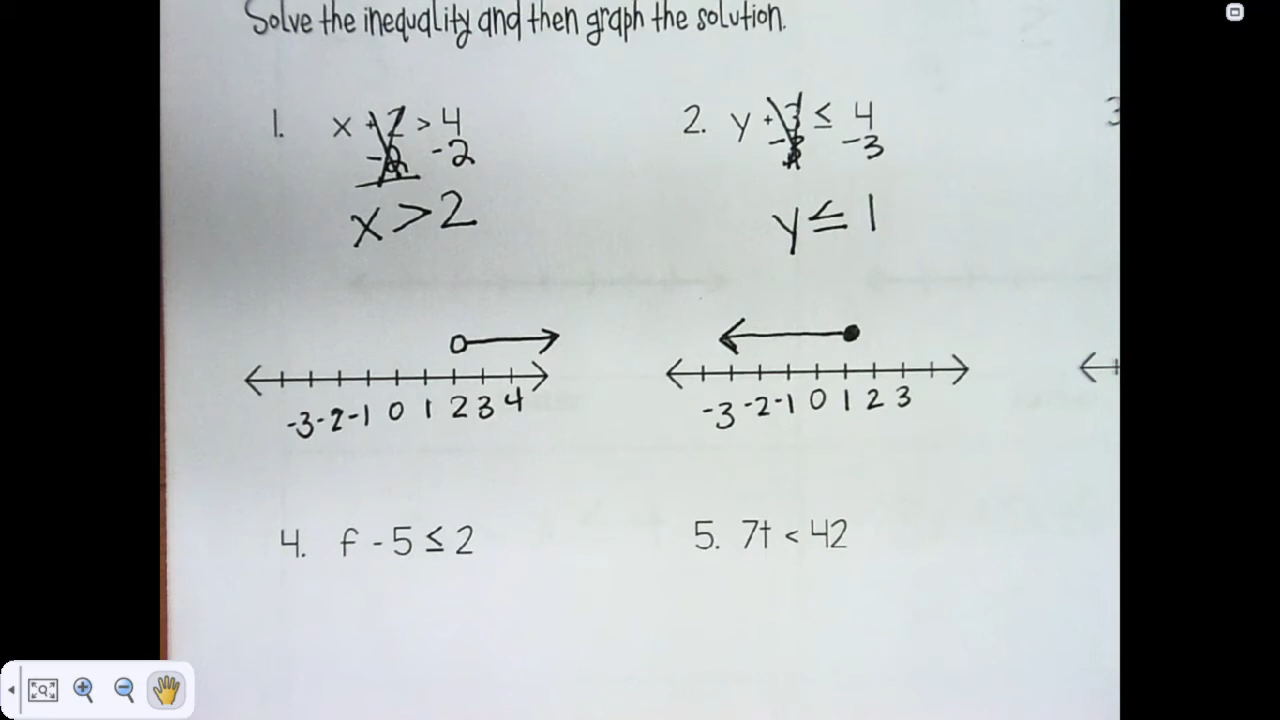 Solve the inequality and then graph the solution.
1. x + 2 > 4
-2 -2
x > 2
2. y + 3 ≤ 4
-3 -3
y ≤ 1
3
-3 -2 -1 0 1 2 3 4
-3 -2 -1 0 1 2 3
4. f - 5 ≤ 2
5. 7t < 42